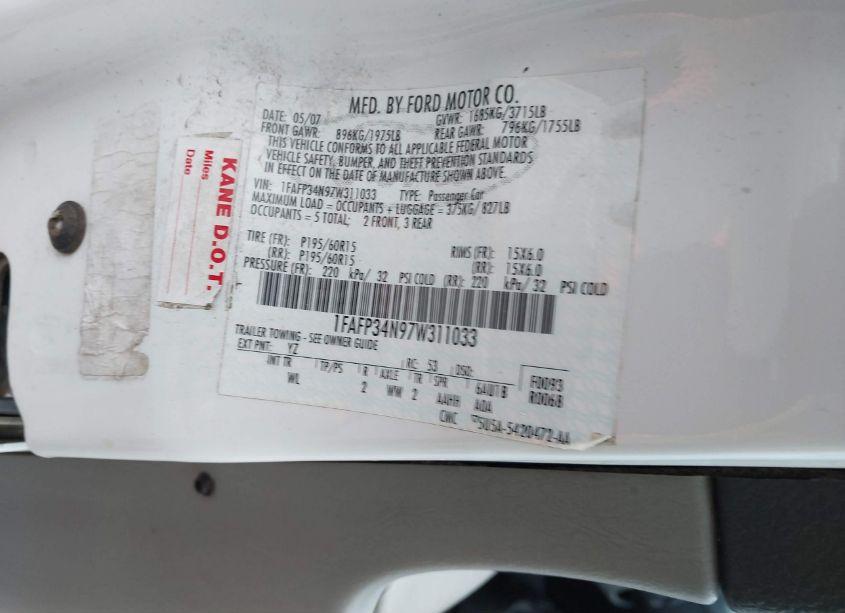 MFD. BY FORD MOTOR CO.
DATE: 05/07 GVWR: 1685KG/3715LB
FRONT GAWR: 896KG/1975LB REAR GAWR: 796KG/1755LB
THIS VEHICLE CONFORMS TO ALL APPLICABLE FEDERAL MOTOR
VEHICLE SAFETY, BUMPER, AND THEFT PREVENTION STANDARDS
IN EFFECT ON THE DATE OF MANUFACTURE SHOWN ABOVE.
VIN: 1FAFP34N97W311033 TYPE: Passenger Car
MAXIMUM LOAD = OCCUPANTS + LUGGAGE = 375KG/ 827LB
OCCUPANTS = 5 TOTAL: 2 FRONT, 3 REAR
TIRE (FR): P195/60R15 RIMS (FR): 15X6.0
(RR): P195/60R15 (RR): 15X6.0
PRESSURE (FR): 220 kPa/ 32 PSI COLD (RR): 220 kPa/ 32 PSI COLD
1FAFP34N97W311033
TRAILER TOWING - SEE OWNER GUIDE
EXT PNT: YZ RC: 53 DSO: F0093
INT TR TP/PS R AXLE TR SPR R0068
WL 2 WW 2 AAHH ADA
CWC
KANE D.O.T.
Miles
Date